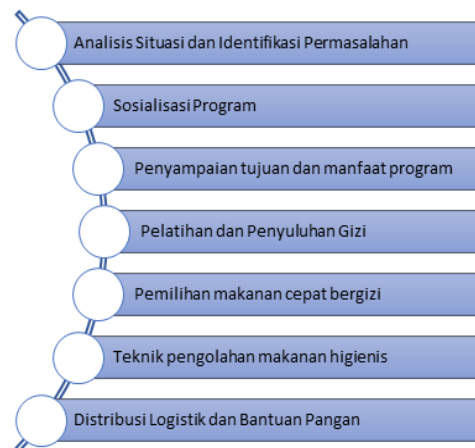 Analisis Situasi dan Identifikasi Permasalahan
Sosialisasi Program
Penyampaian tujuan dan manfaat program
Pelatihan dan Penyuluhan Gizi
Pemilihan makanan cepat bergizi
Teknik pengolahan makanan higienis
Distribusi Logistik dan Bantuan Pangan